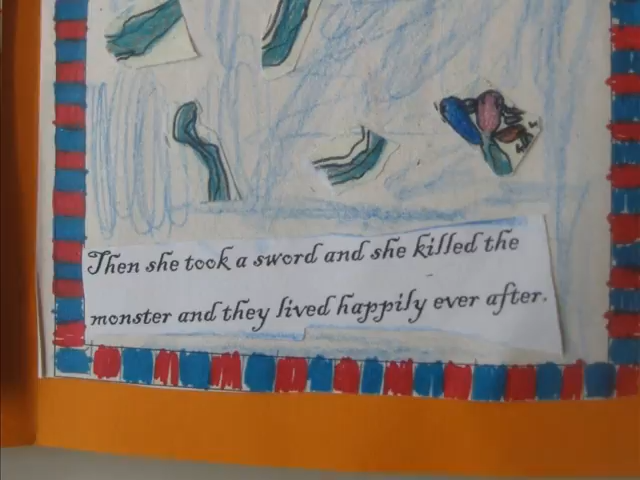 Then she took a sword and she killed the
monster and they lived happily ever after.